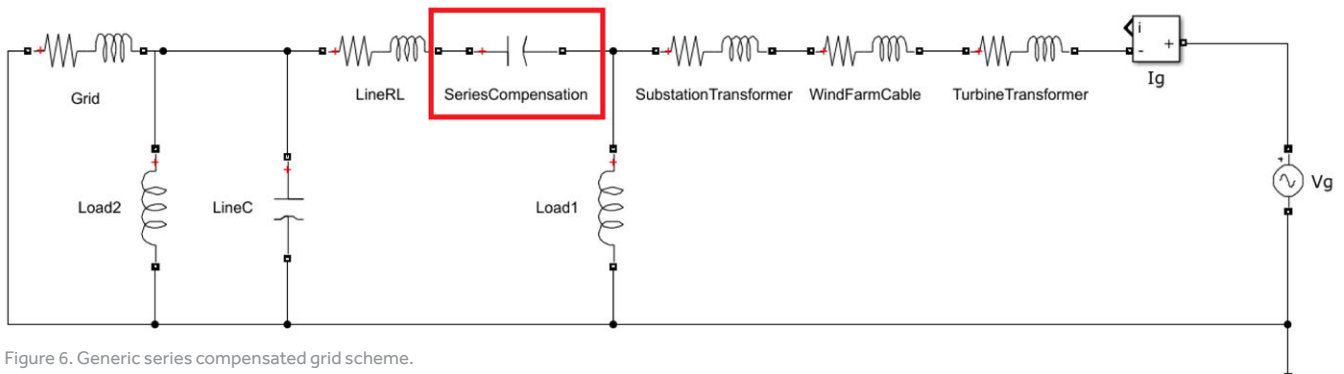 Grid
LineRL
SeriesCompensation
SubstationTransformer
WindFarmCable
TurbineTransformer
i
- +
Ig
Load2
LineC
Load1
Vg
Figure 6. Generic series compensated grid scheme.